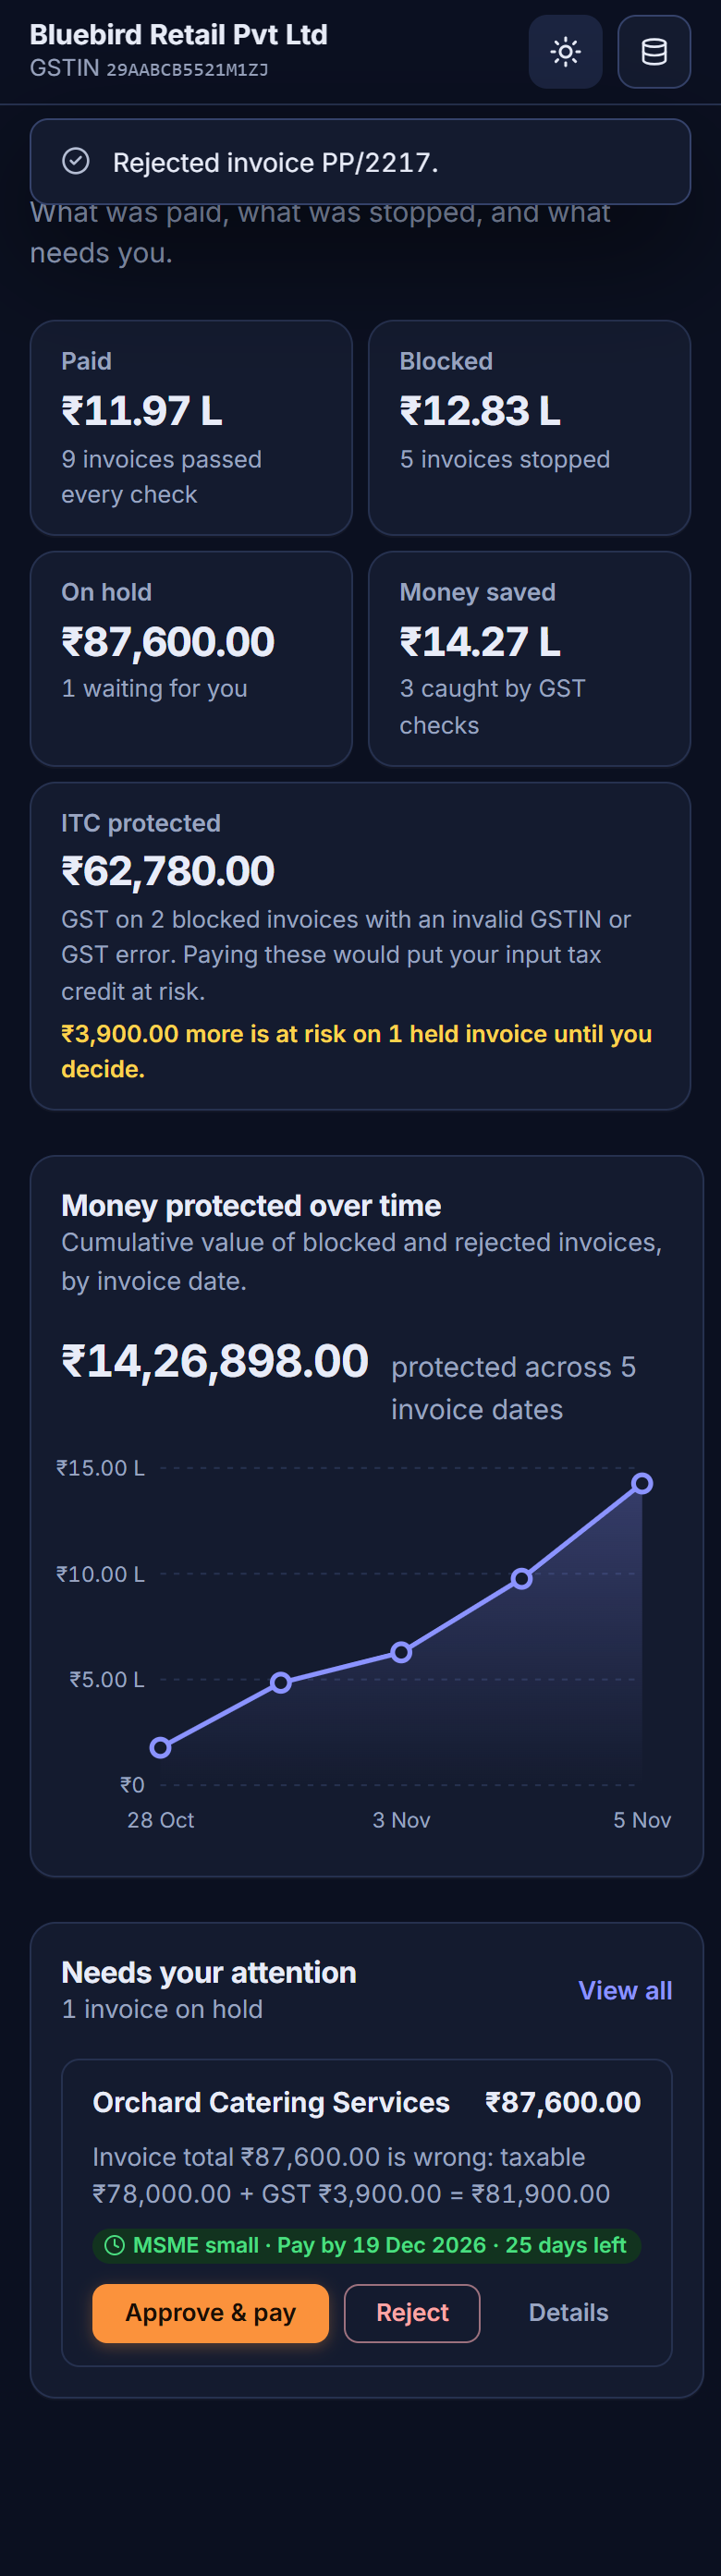 Bluebird Retail Pvt Ltd
GSTIN 29AABCB5521M1ZJ
Rejected invoice PP/2217.
What was paid, what was stopped, and what
needs you.
Paid
₹11.97 L
9 invoices passed
every check
Blocked
₹12.83 L
5 invoices stopped
On hold
₹87,600.00
1 waiting for you
Money saved
₹14.27 L
3 caught by GST
checks
ITC protected
₹62,780.00
GST on 2 blocked invoices with an invalid GSTIN or
GST error. Paying these would put your input tax
credit at risk.
₹3,900.00 more is at risk on 1 held invoice until you
decide.
Money protected over time
Cumulative value of blocked and rejected invoices,
by invoice date.
₹14,26,898.00 protected across 5
invoice dates
₹15.00 L
₹10.00 L
₹5.00 L
₹0
28 Oct 3 Nov 5 Nov
Needs your attention
1 invoice on hold
View all
Orchard Catering Services ₹87,600.00
Invoice total ₹87,600.00 is wrong: taxable
₹78,000.00 + GST ₹3,900.00 = ₹81,900.00
MSME small · Pay by 19 Dec 2026 · 25 days left
Approve & pay Reject Details